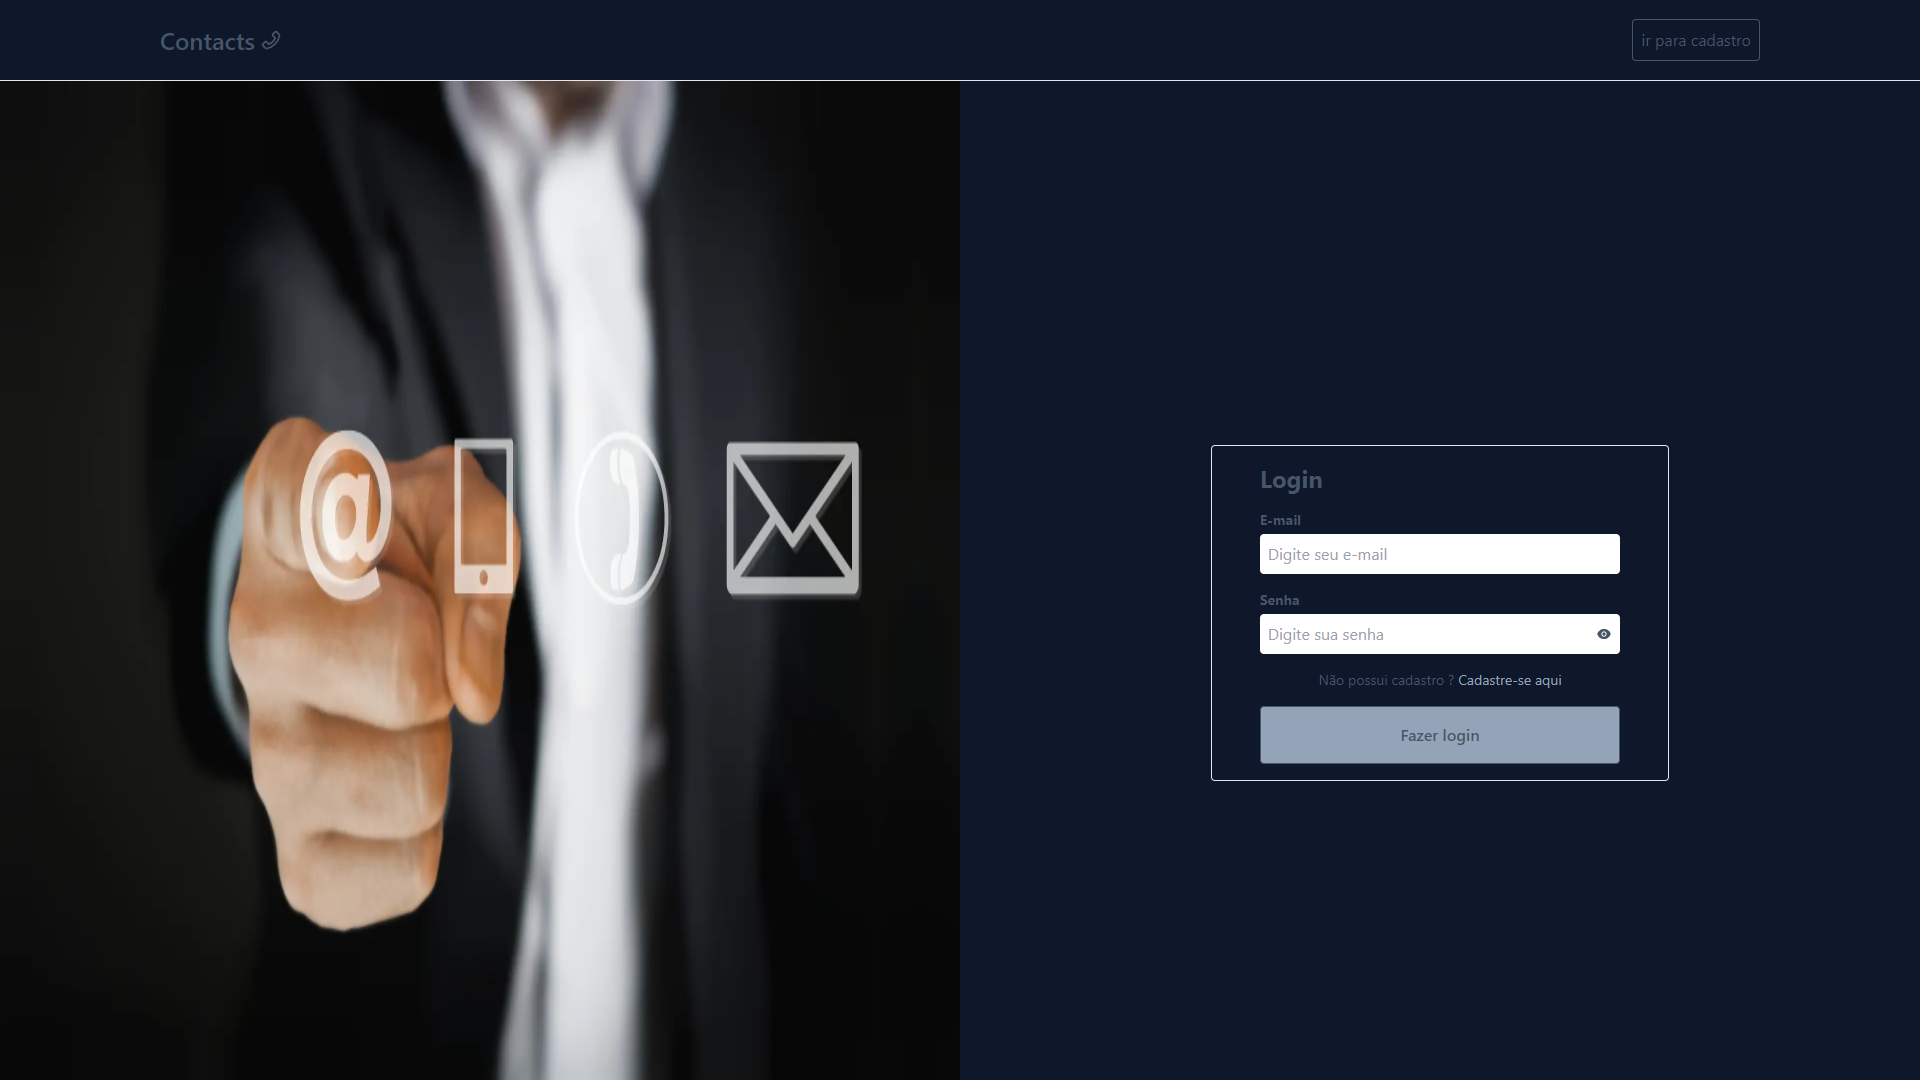 Contacts
ir para cadastro
@
Login
E-mail
Digite seu e-mail
Senha
Digite sua senha
Não possui cadastro ? Cadastre-se aqui
Fazer login